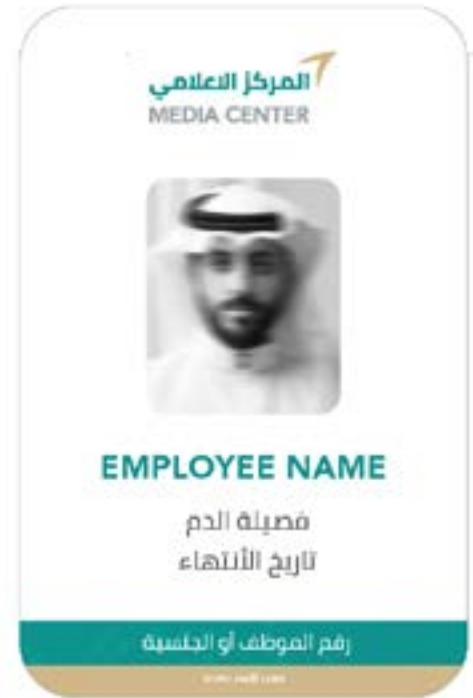 المركز الاعلامي
MEDIA CENTER
EMPLOYEE NAME
فصيلة الدم
تاريخ الأنتهاء
رقم الموظف أو الجنسية